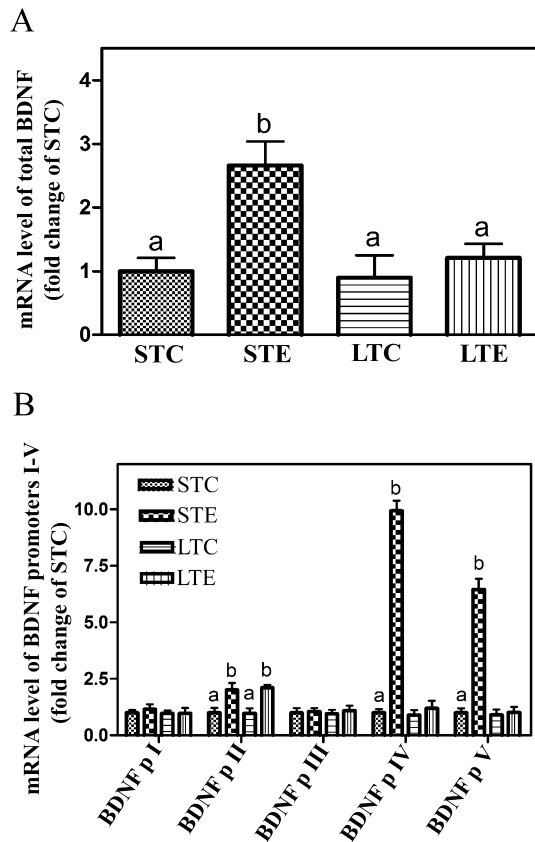 A
mRNA level of total BDNF
(fold change of STC)
4
3
2
1
0
a
b
a
a
STC STE LTC LTE
B
mRNA level of BDNF promoters I-V
(fold change of STC)
10.0
7.5
5.0
2.5
0.0
STC
STE
LTC
LTE
a b a b a b a b
BDNF p I
BDNF p II
BDNF p III
BDNF p IV
BDNF p V